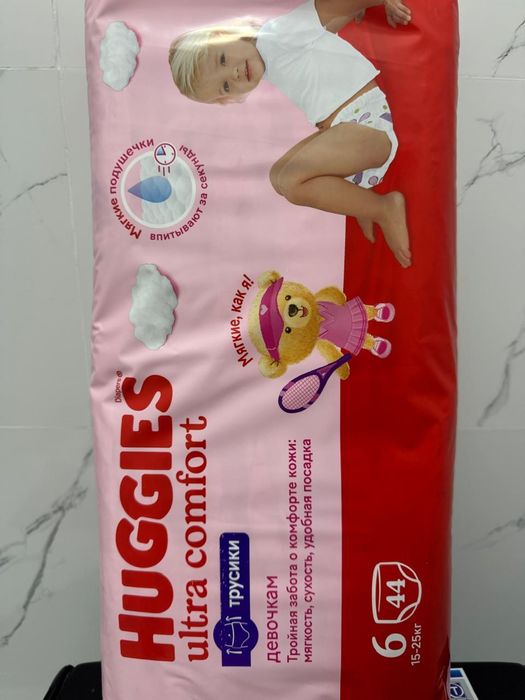 Diapers
HUGGIES
ultra comfort
трусики
девочкам
Тройная забота о комфорте кожи:
мягкость, сухость, удобная посадка
6
44
15-25кг
Мягкие, как я!
Мягкие подушечки
впитывают за секунды